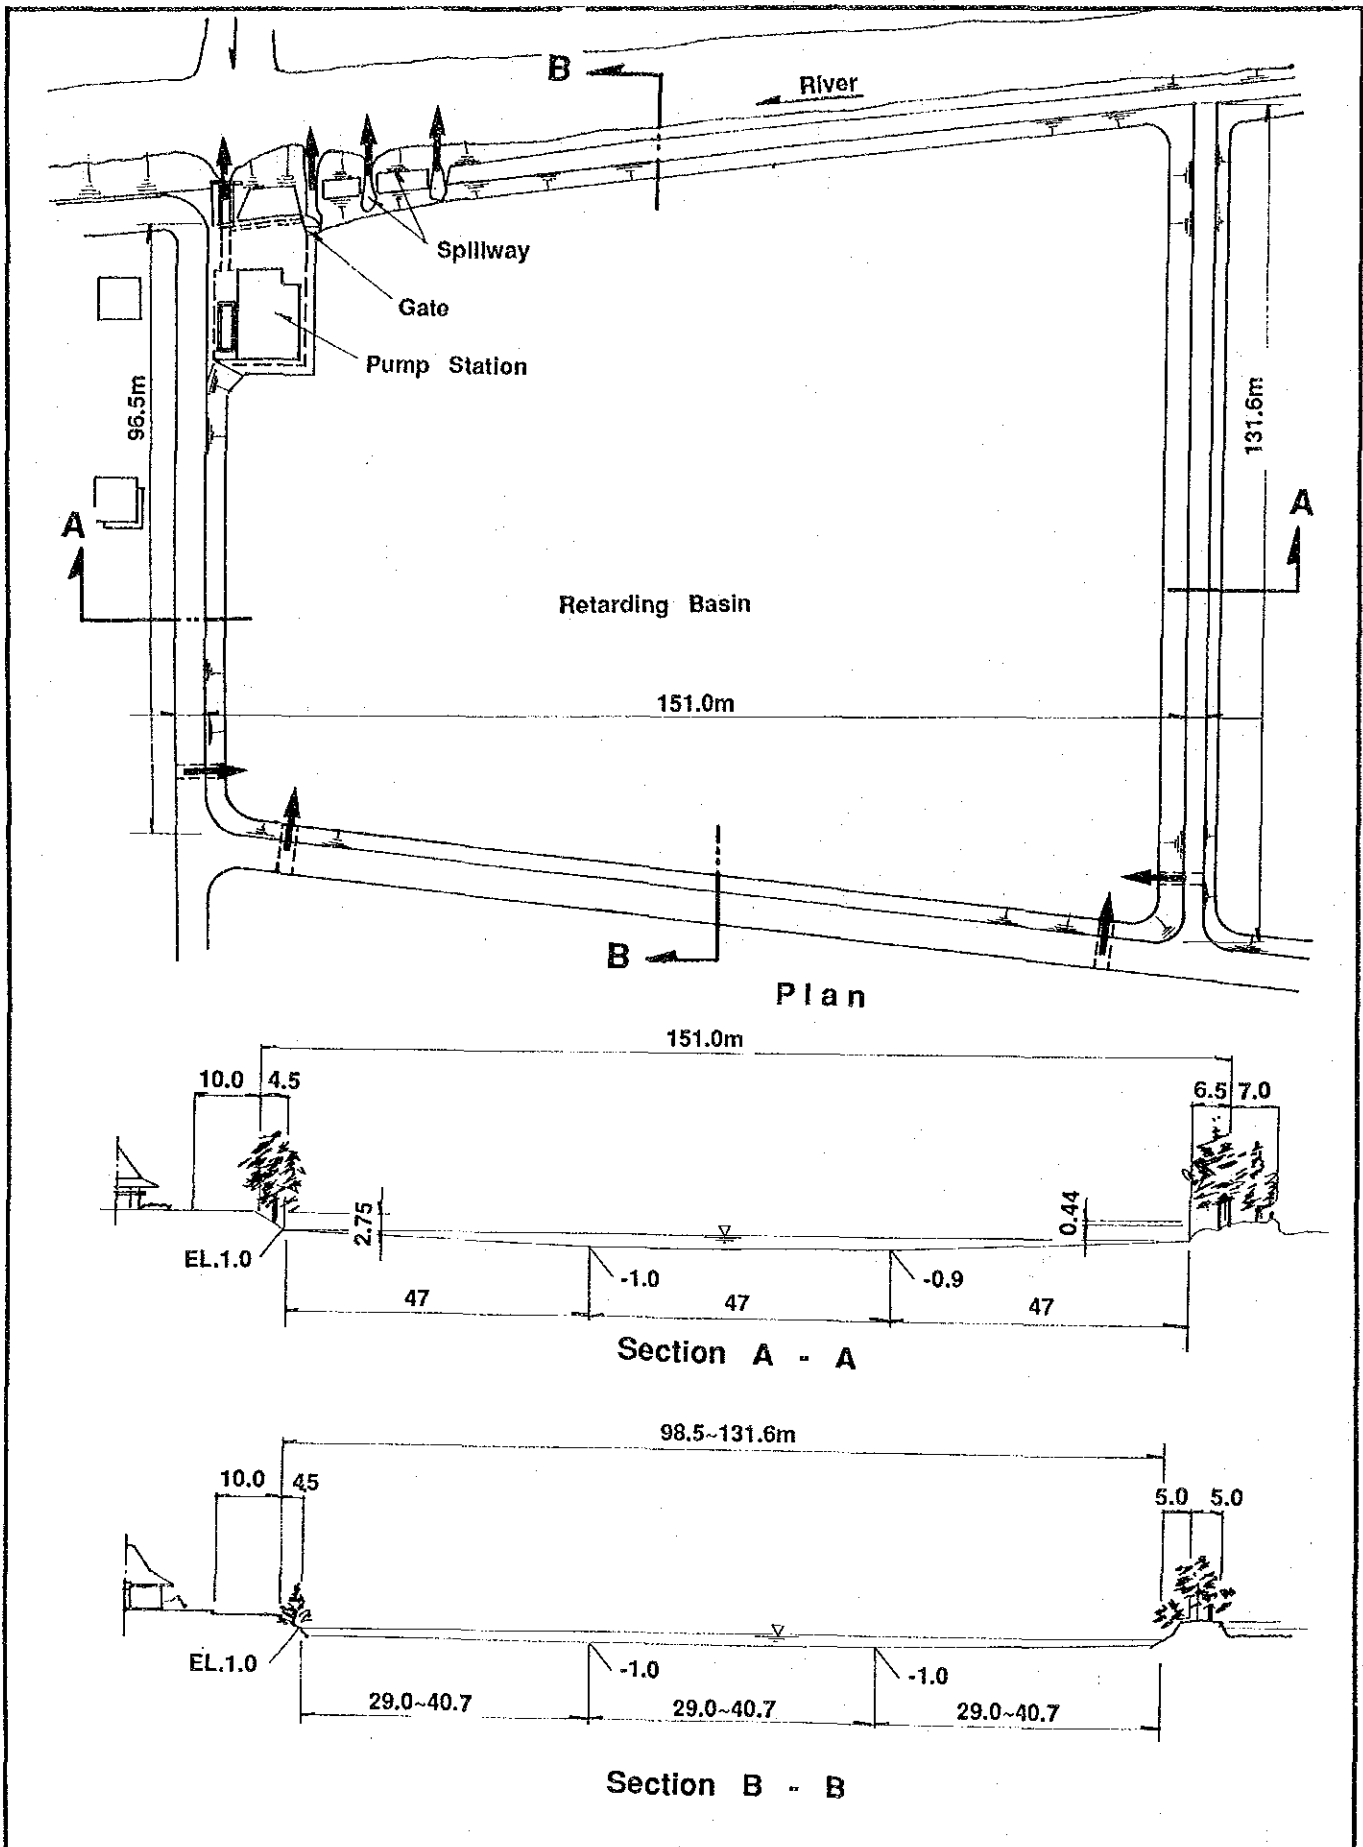 B
River
Spillway
Gate
Pump Station
96.5m
131.6m
A
A
Retarding Basin
151.0m
B
Plan
151.0m
10.0 4.5
6.5 7.0
2.75
0.44
EL.1.0
-1.0
-0.9
47
47
47
Section A - A
98.5~131.6m
10.0 4.5
5.0 5.0
EL.1.0
-1.0
-1.0
29.0~40.7
29.0~40.7
29.0~40.7
Section B - B